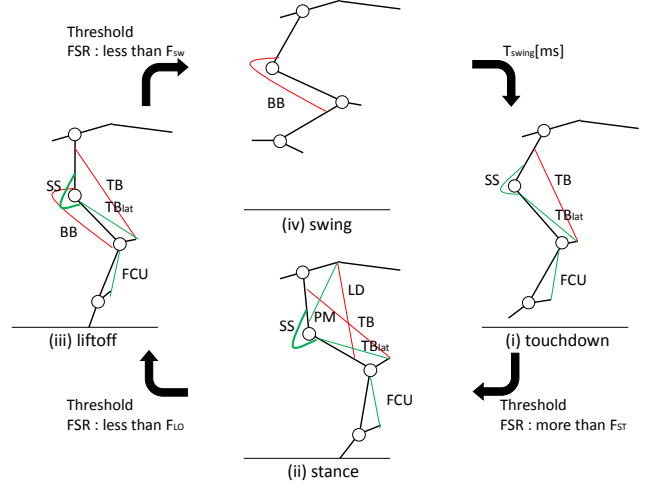 Threshold
FSR : less than Fsw
T swing[ms]
BB
(iv) swing
SS
TB
TBlat
BB
FCU
(iii) liftoff
SS
TB
TBlat
FCU
(i) touchdown
LD
PM
TB
SS
TBlat
FCU
(ii) stance
Threshold
FSR : less than FLO
Threshold
FSR : more than FST